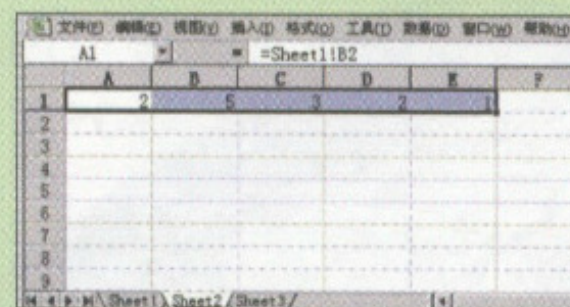 文件(F) 编辑(E) 视图(V) 插入(I) 格式(O) 工具(T) 数据(D) 窗口(W) 帮助(H)
A1 = =Sheet1!B2
A B C D E F
1 2 5 3 2 1
2
3
4
5
6
7
8
9
Sheet1 Sheet2 Sheet3